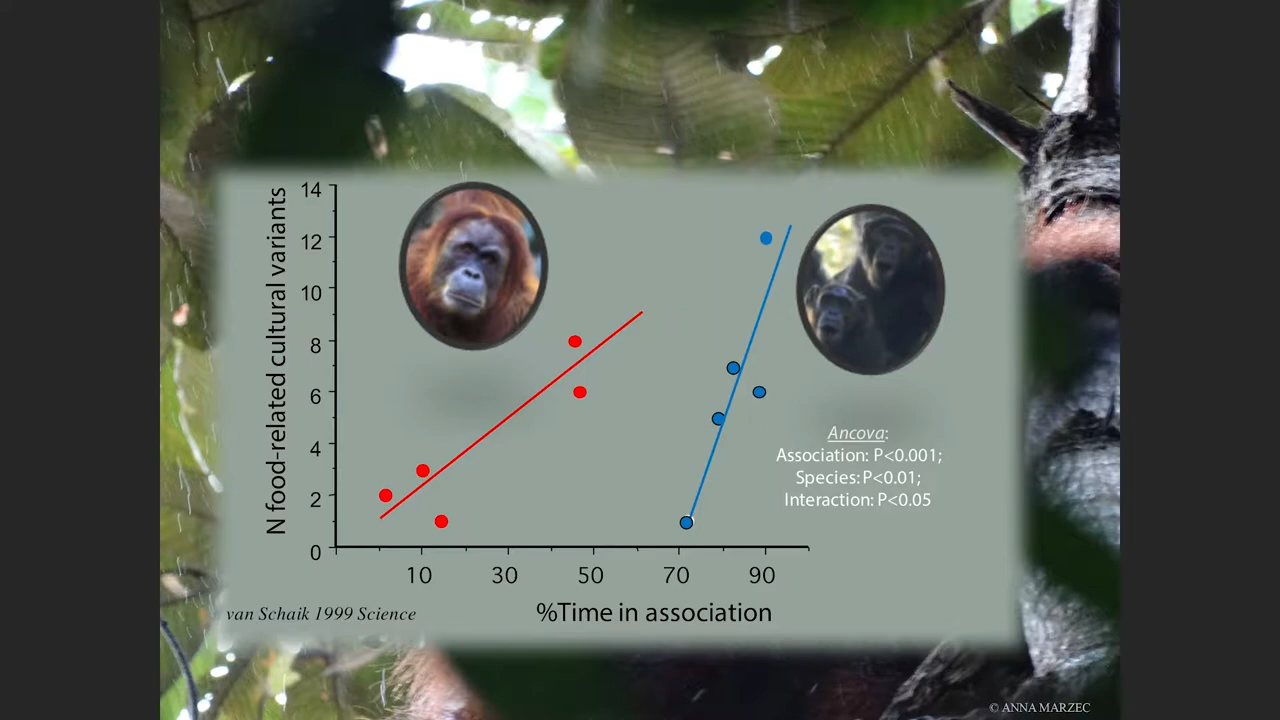 N food-related cultural variants
14
12
10
8
6
4
2
0
10 30 50 70 90
%Time in association
Ancova:
Association: P<0.001;
Species: P<0.01;
Interaction: P<0.05
van Schaik 1999 Science
© ANNA MARZEC